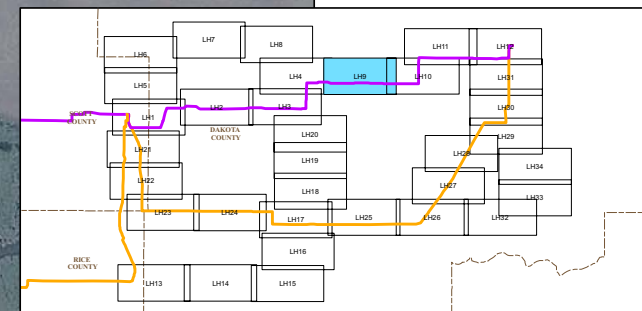 LH7
LH8
LH11
LH12
LH6
LH5
LH4
LH9
LH10
LH31
SCOTT
COUNTY
LH1
LH2
LH3
LH30
DAKOTA
COUNTY
LH20
LH29
LH21
LH19
LH28
LH34
LH22
LH18
LH27
LH33
LH23
LH24
LH17
LH25
LH26
LH32
LH16
RICE
COUNTY
LH13
LH14
LH15